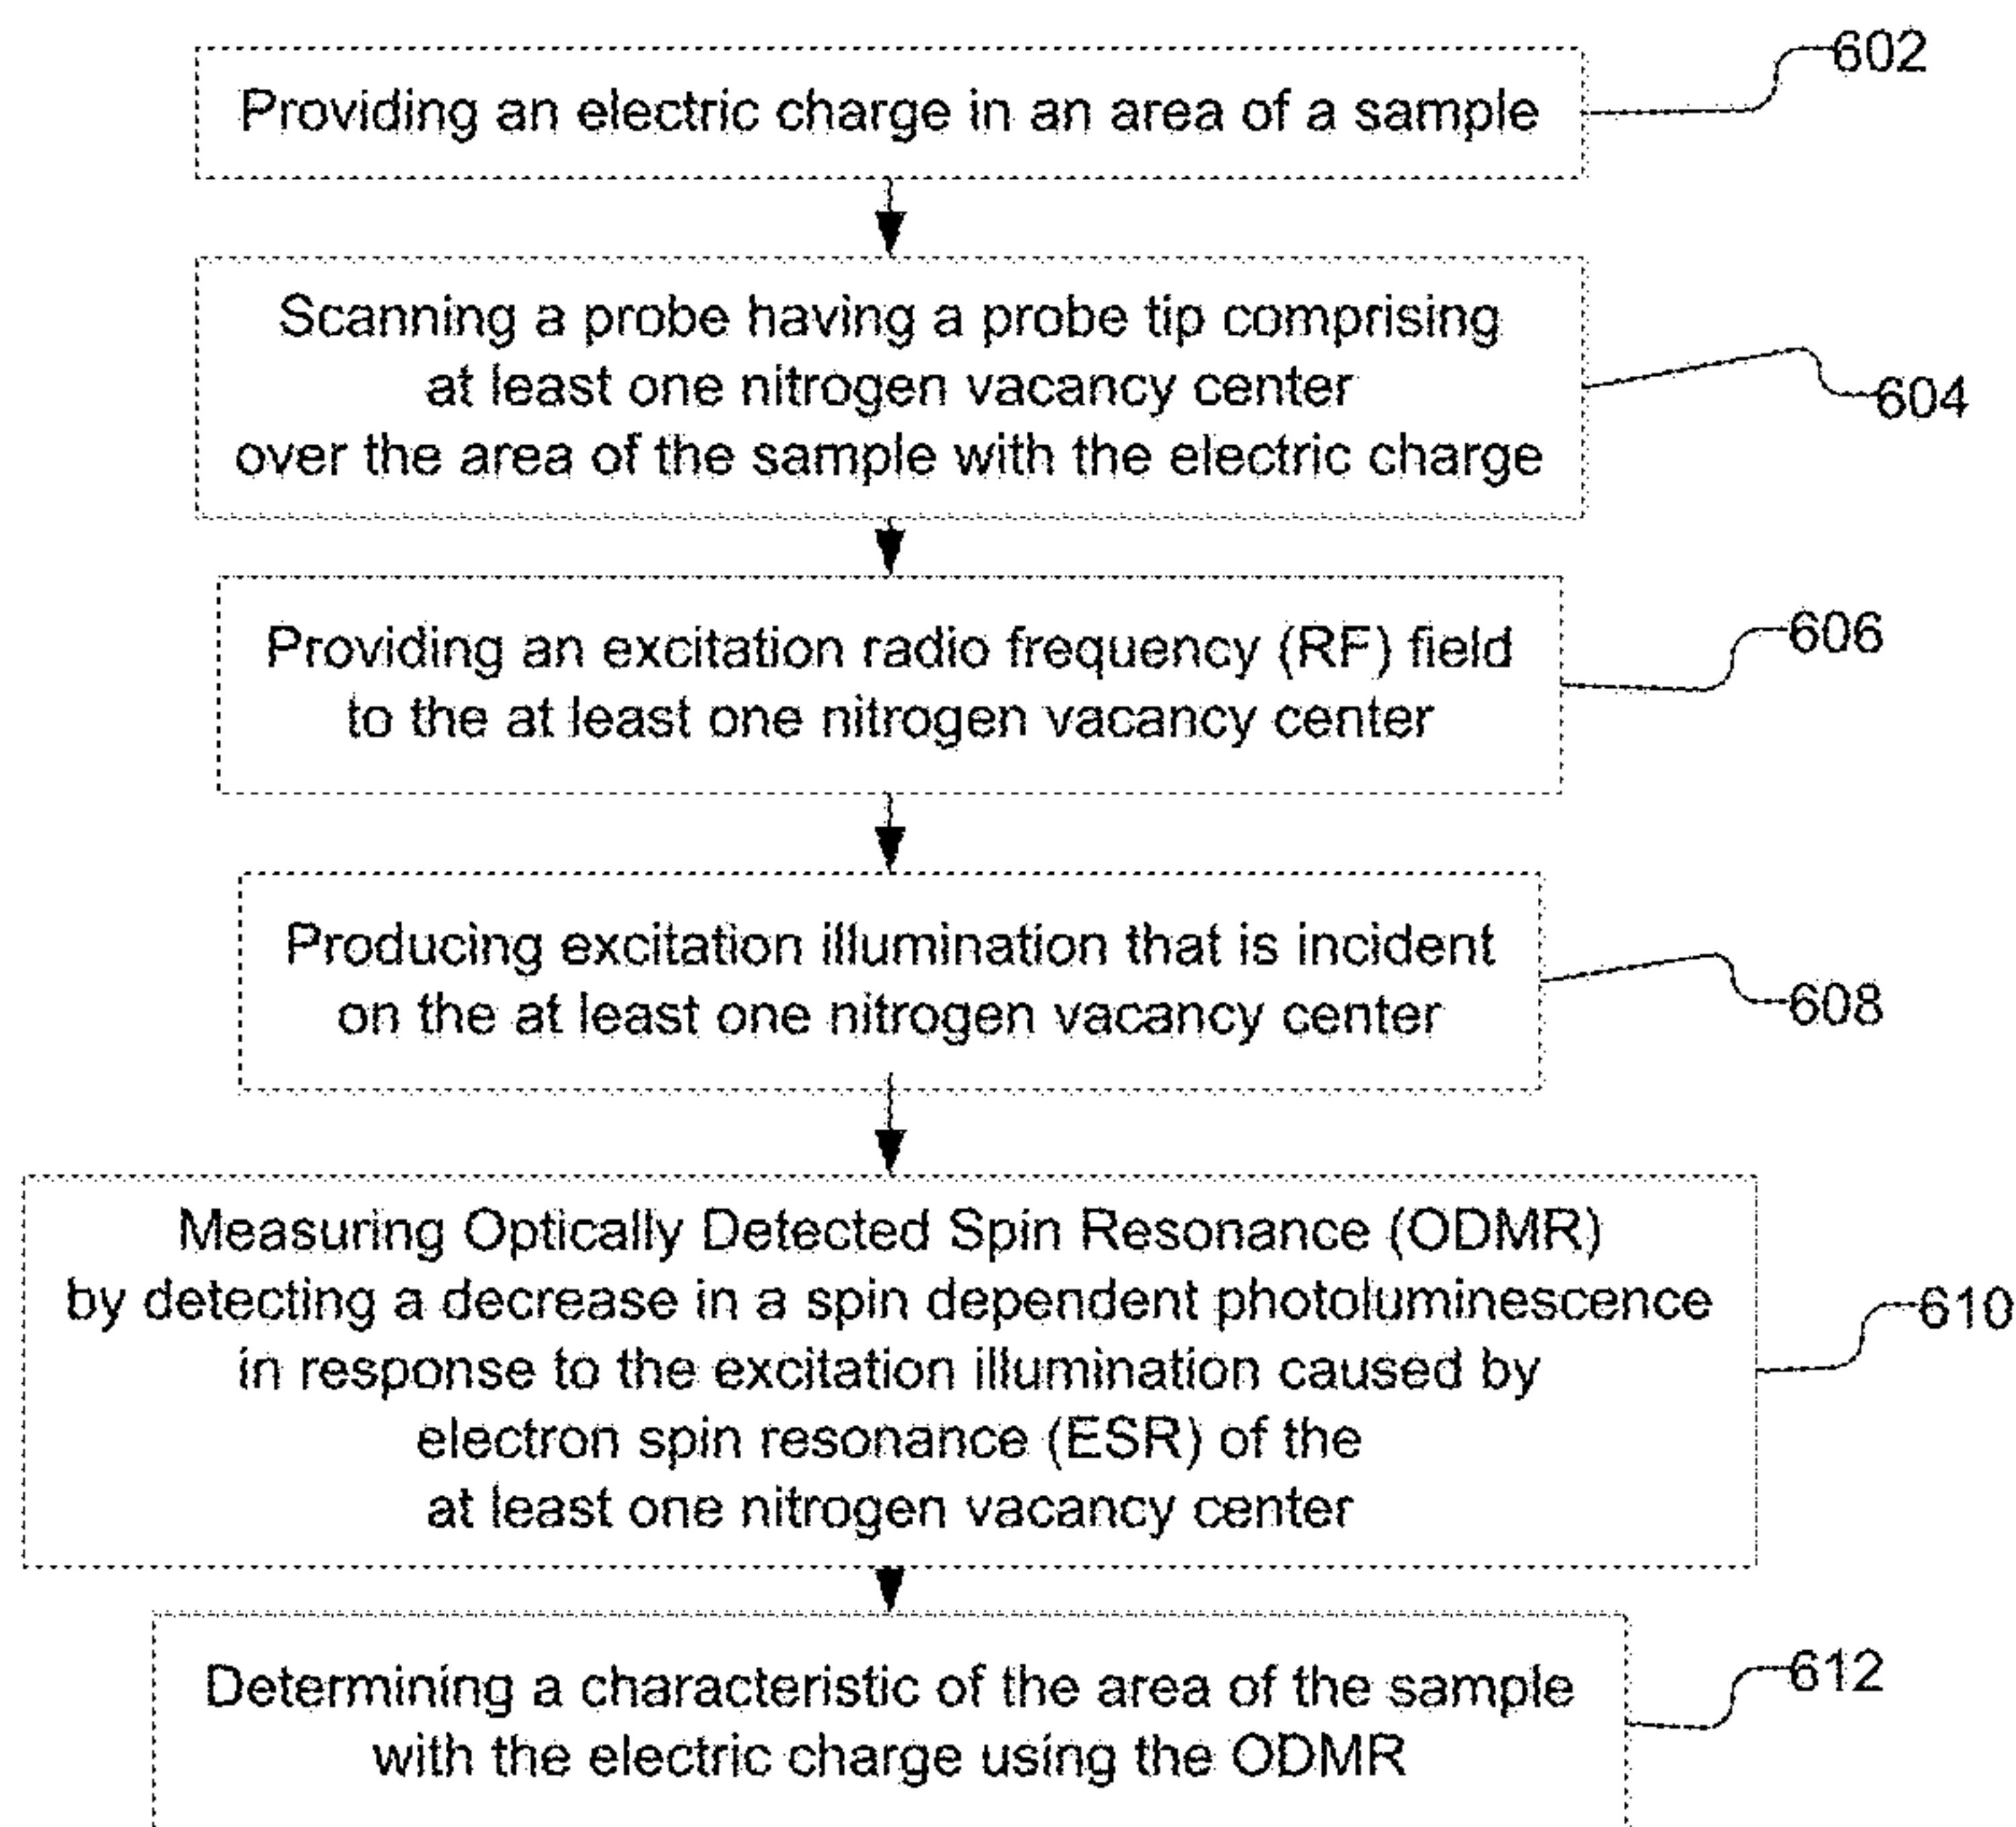 Providing an electric charge in an area of a sample
602
Scanning a probe having a probe tip comprising
at least one nitrogen vacancy center
over the area of the sample with the electric charge
604
Providing an excitation radio frequency (RF) field
to the at least one nitrogen vacancy center
606
Producing excitation illumination that is incident
on the at least one nitrogen vacancy center
608
Measuring Optically Detected Spin Resonance (ODMR)
by detecting a decrease in a spin dependent photoluminescence
in response to the excitation illumination caused by
electron spin resonance (ESR) of the
at least one nitrogen vacancy center
610
Determining a characteristic of the area of the sample
with the electric charge using the ODMR
612